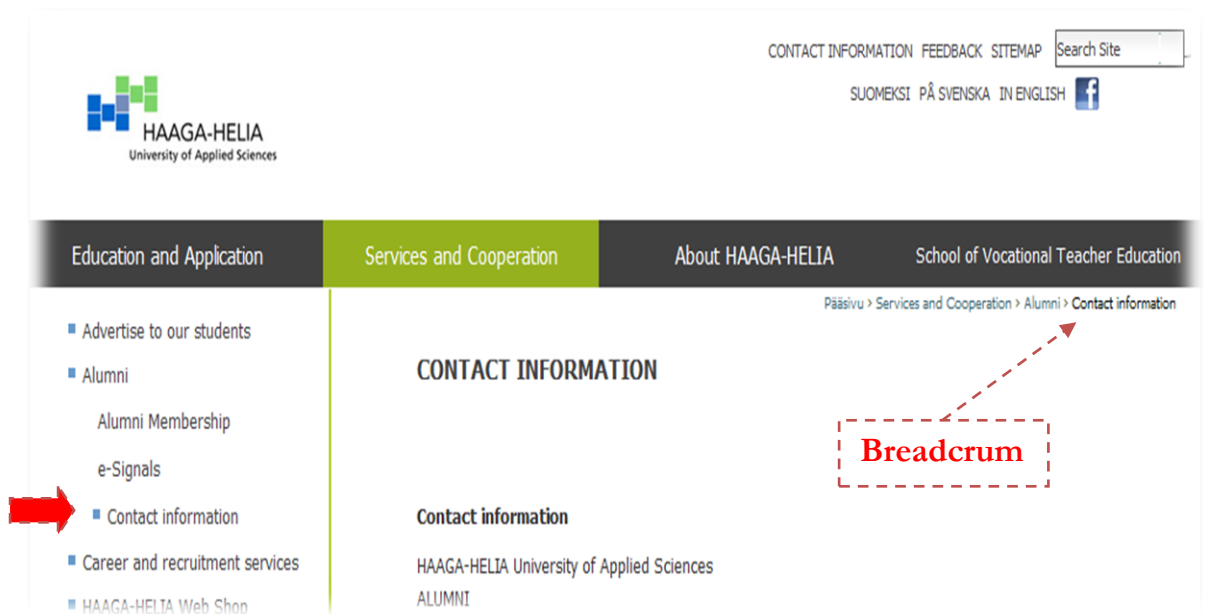 CONTACT INFORMATION FEEDBACK SITEMAP Search Site
SUOMEKSI PÅ SVENSKA IN ENGLISH f
HAAGA-HELIA
University of Applied Sciences
Education and Application Services and Cooperation About HAAGA-HELIA School of Vocational Teacher Education
Pääsivu › Services and Cooperation › Alumni › Contact information
Advertise to our students
Alumni
Alumni Membership
e-Signals
Contact information
Career and recruitment services
HAAGA-HELIA Web Shop
CONTACT INFORMATION
Breadcrum
Contact information
HAAGA-HELIA University of Applied Sciences
ALUMNI